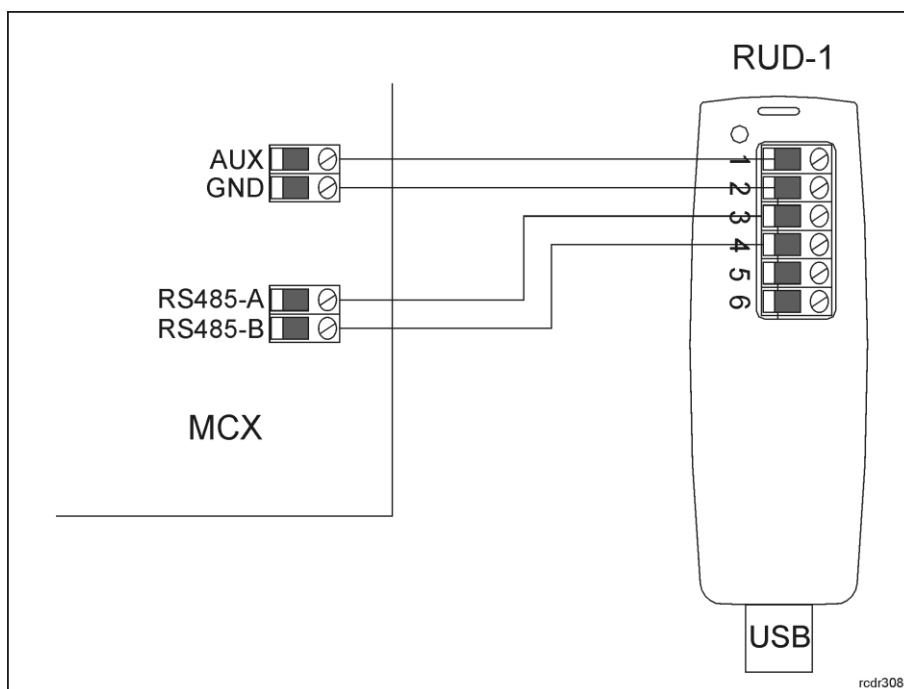 RUD-1
AUX
GND
RS485-A
RS485-B
MCX
1
2
3
4
5
6
USB
rcdr308